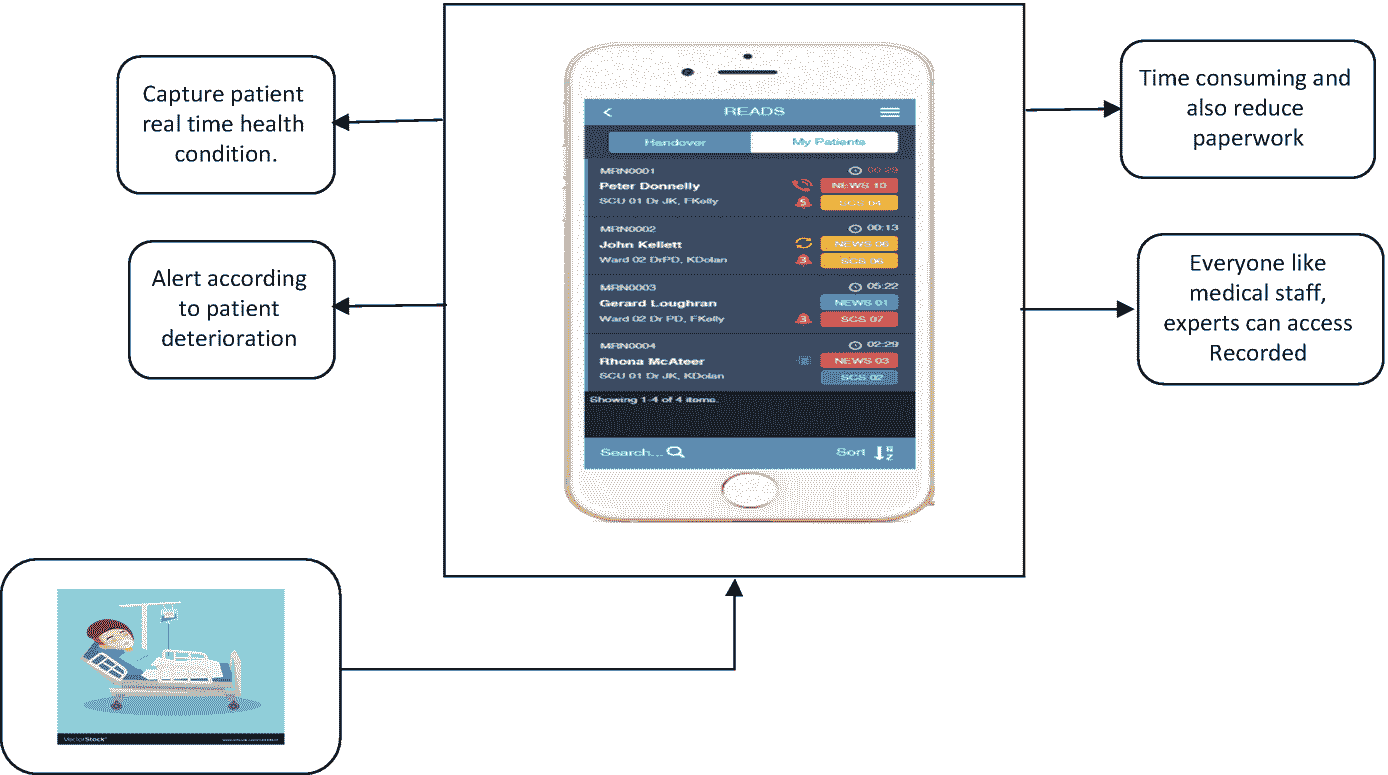 Capture patient
real time health
condition.
Alert according
to patient
deterioration
READS
Handover
My Patients
MRN0001
00:29
Peter Donnelly
NEWS 10
SCU 01 Dr JK, FKelly
5
SCS 04
MRN0002
00:13
John Kellett
NEWS 06
Ward 02 DrPD, KDolan
3
SCS 06
MRN0003
05:22
Gerard Loughran
NEWS 01
Ward 02 Dr PD, FKelly
3
SCS 07
MRN0004
02:29
Rhona McAteer
NEWS 03
SCU 01 Dr JK, KDolan
SCS 02
Showing 1-4 of 4 items.
Search...
Sort
Time consuming and
also reduce
paperwork
Everyone like
medical staff,
experts can access
Recorded
VectorStock